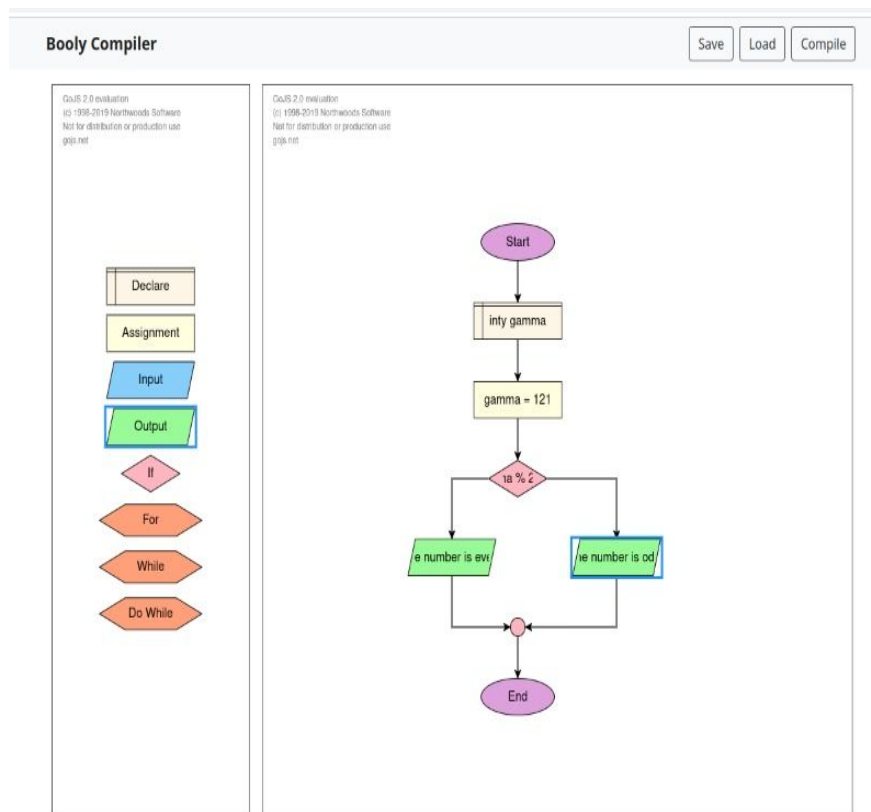 Booly Compiler
Save
Load
Compile
GoJS 2.0 evaluation
(c) 1998-2019 Northwoods Software
Not for distribution or production use
gojs.net
Declare
Assignment
Input
Output
If
For
While
Do While
GoJS 2.0 evaluation
(c) 1998-2019 Northwoods Software
Not for distribution or production use
gojs.net
Start
inty gamma
gamma = 121
na % 2
e number is eve
ne number is od
End